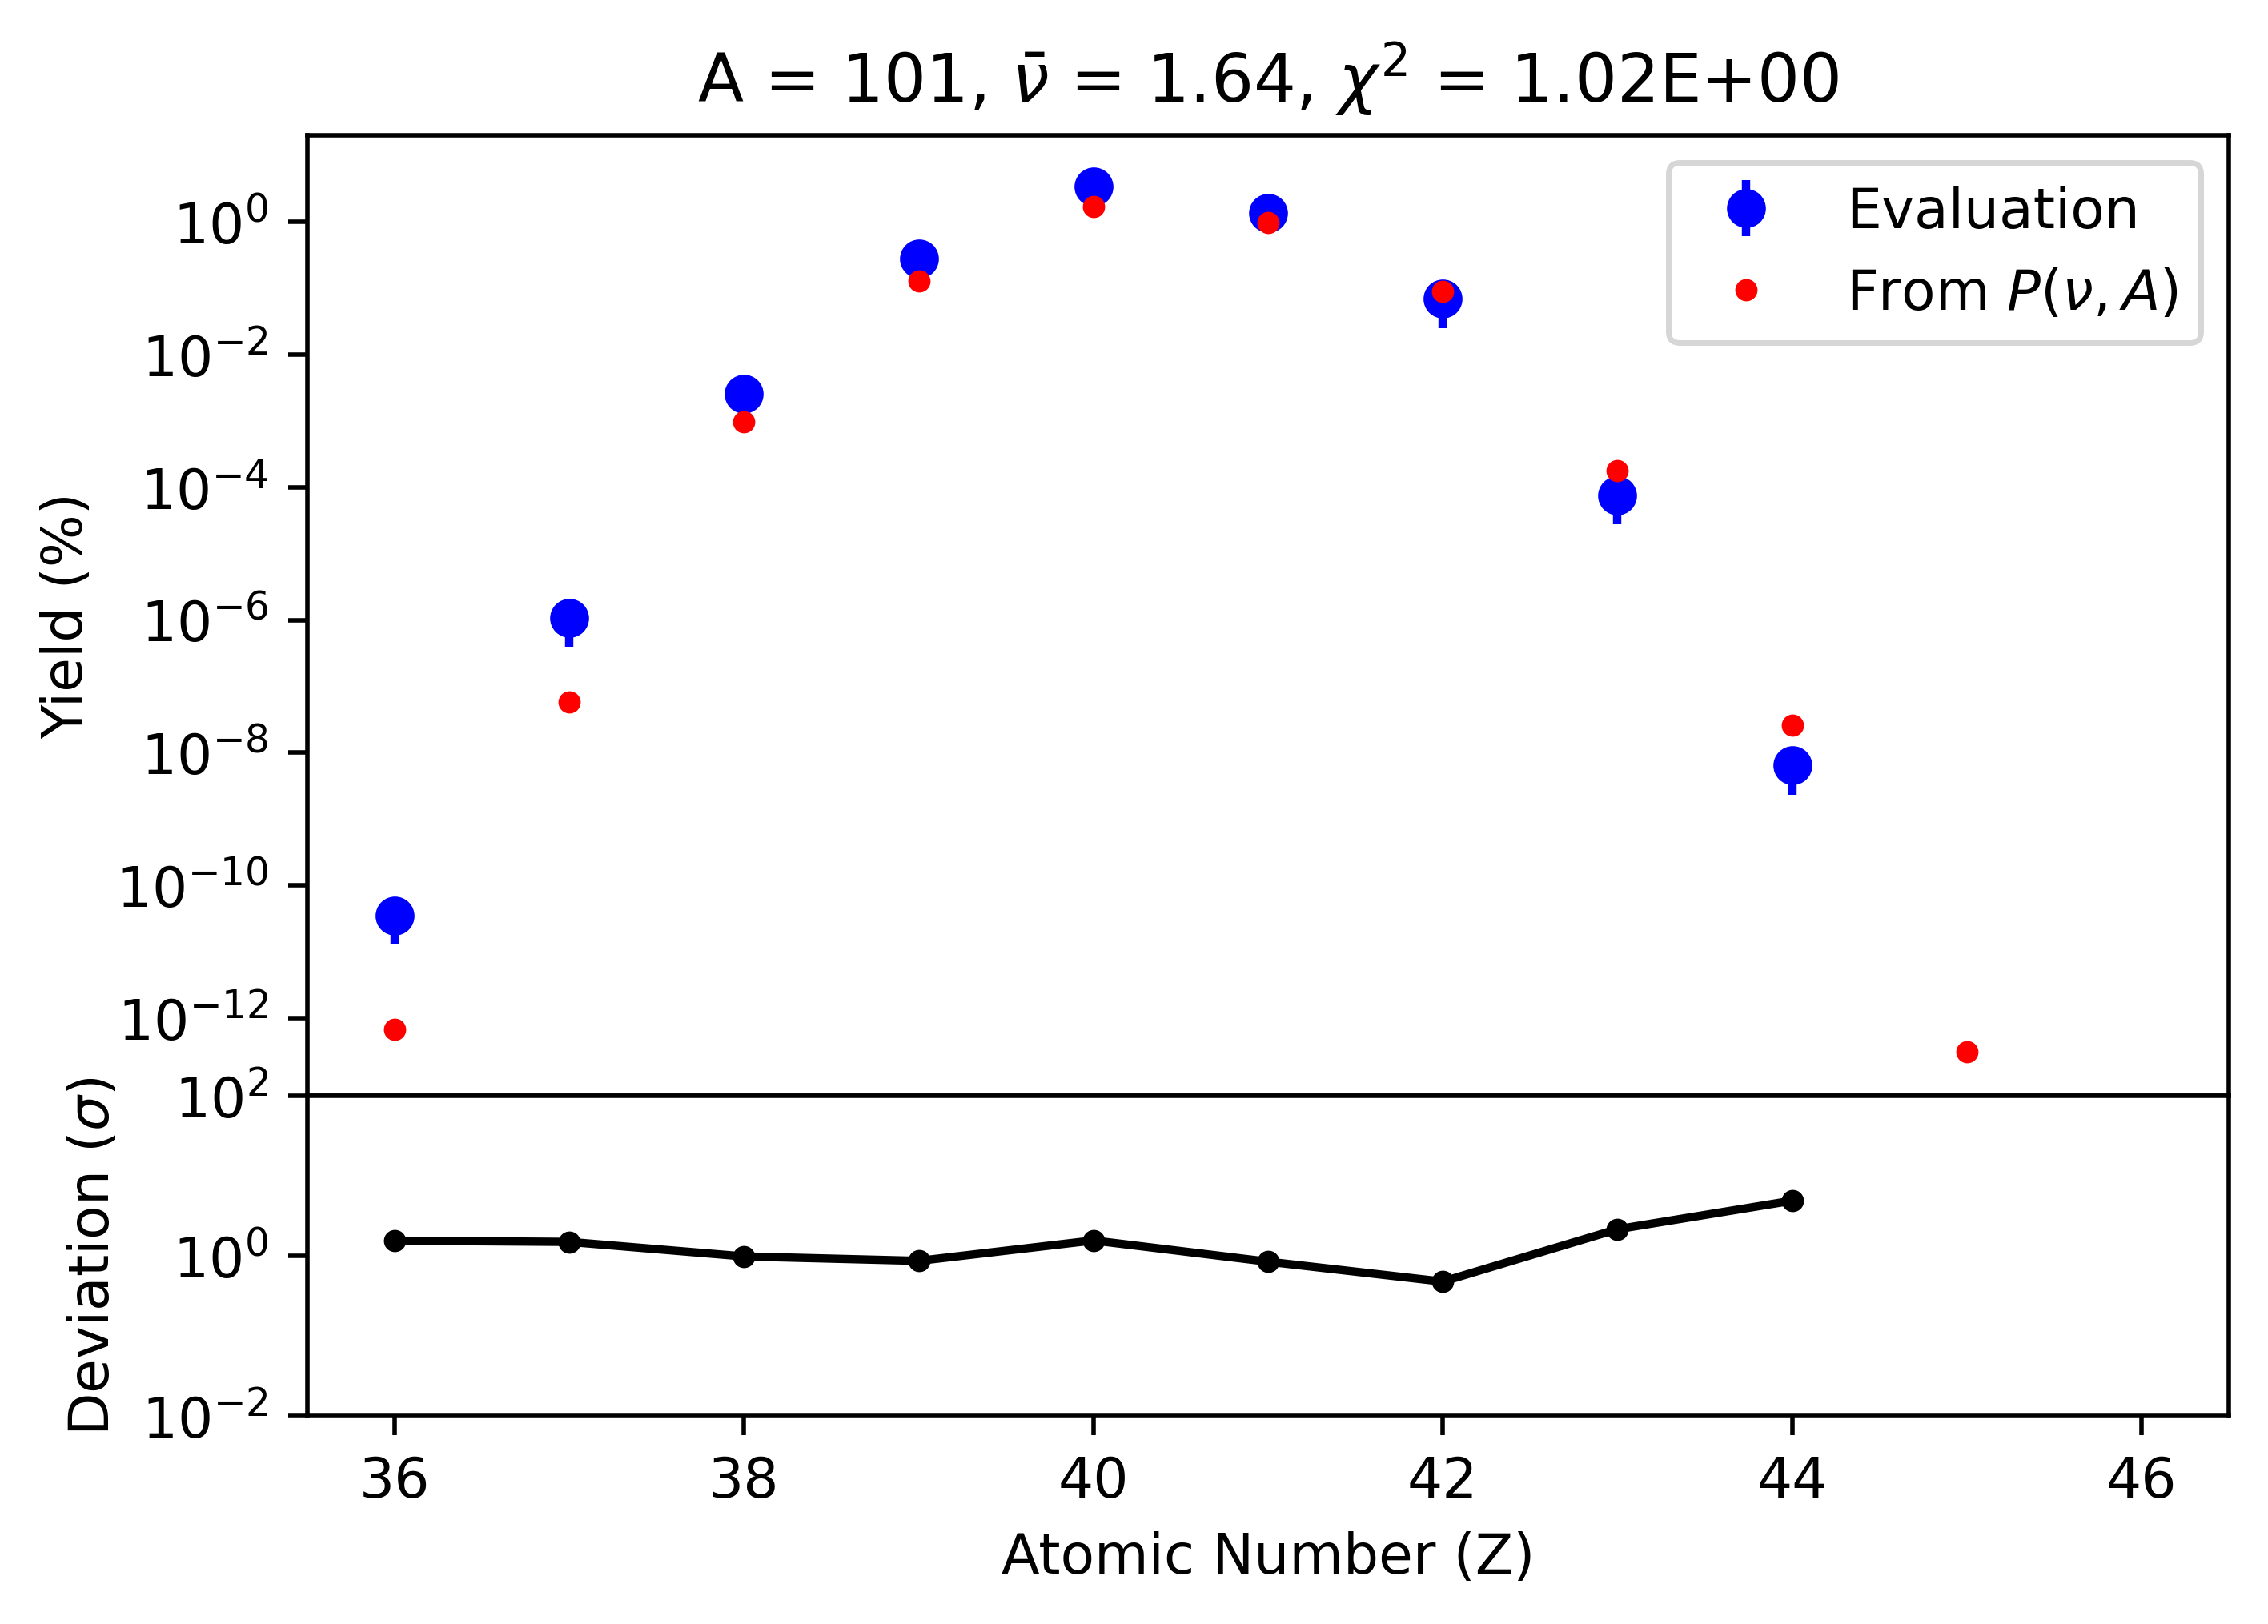 A = 101, ν̄ = 1.64, χ² = 1.02E+00
Evaluation
From P(ν, A)
Yield (%)
10⁰
10⁻²
10⁻⁴
10⁻⁶
10⁻⁸
10⁻¹⁰
10⁻¹²
Deviation (σ)
10²
10⁰
10⁻²
36 38 40 42 44 46
Atomic Number (Z)